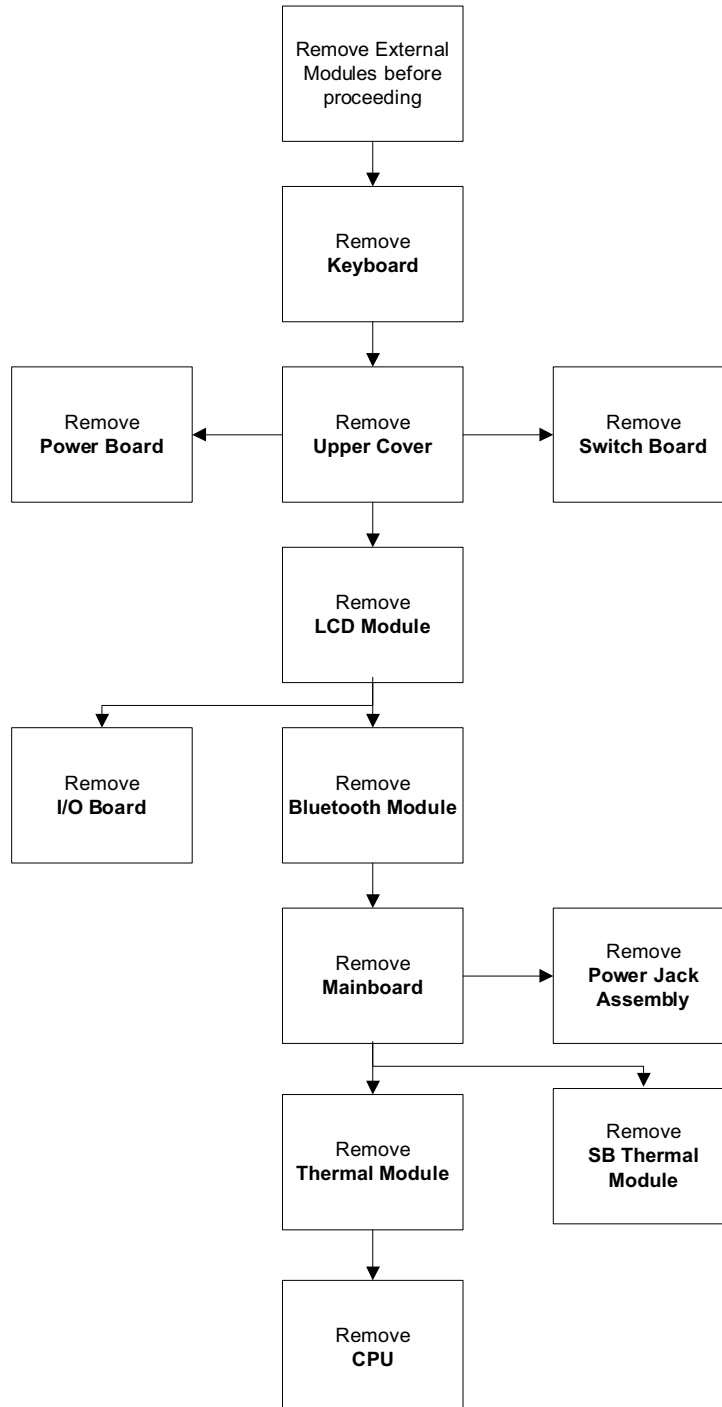 Remove External
Modules before
proceeding
Remove
Keyboard
Remove
Power Board
Remove
Upper Cover
Remove
Switch Board
Remove
LCD Module
Remove
I/O Board
Remove
Bluetooth Module
Remove
Mainboard
Remove
Power Jack
Assembly
Remove
Thermal Module
Remove
SB Thermal
Module
Remove
CPU